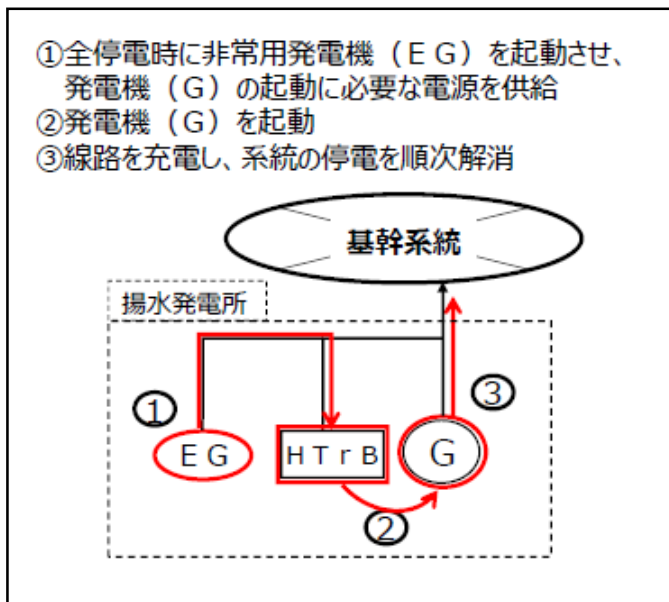 ①全停電時に非常用発電機（ＥＧ）を起動させ、
発電機（Ｇ）の起動に必要な電源を供給
②発電機（Ｇ）を起動
③線路を充電し、系統の停電を順次解消
基幹系統
揚水発電所
①
③
ＥＧ
ＨＴｒＢ
Ｇ
②